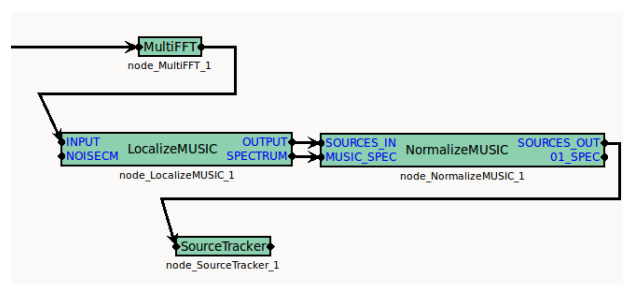 MultiFFT
node_MultiFFT_1
INPUT LocalizeMUSIC OUTPUT
NOISECM SPECTRUM
node_LocalizeMUSIC_1
SOURCES_IN NormalizeMUSIC SOURCES_OUT
MUSIC_SPEC 01_SPEC
node_NormalizeMUSIC_1
SourceTracker
node_SourceTracker_1